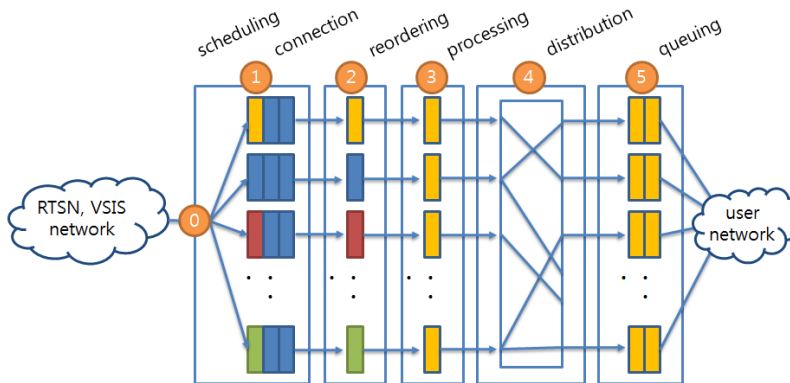 scheduling
connection
reordering
processing
distribution
queuing
1
2
3
4
5
RTSN, VSIS
network
0
user
network